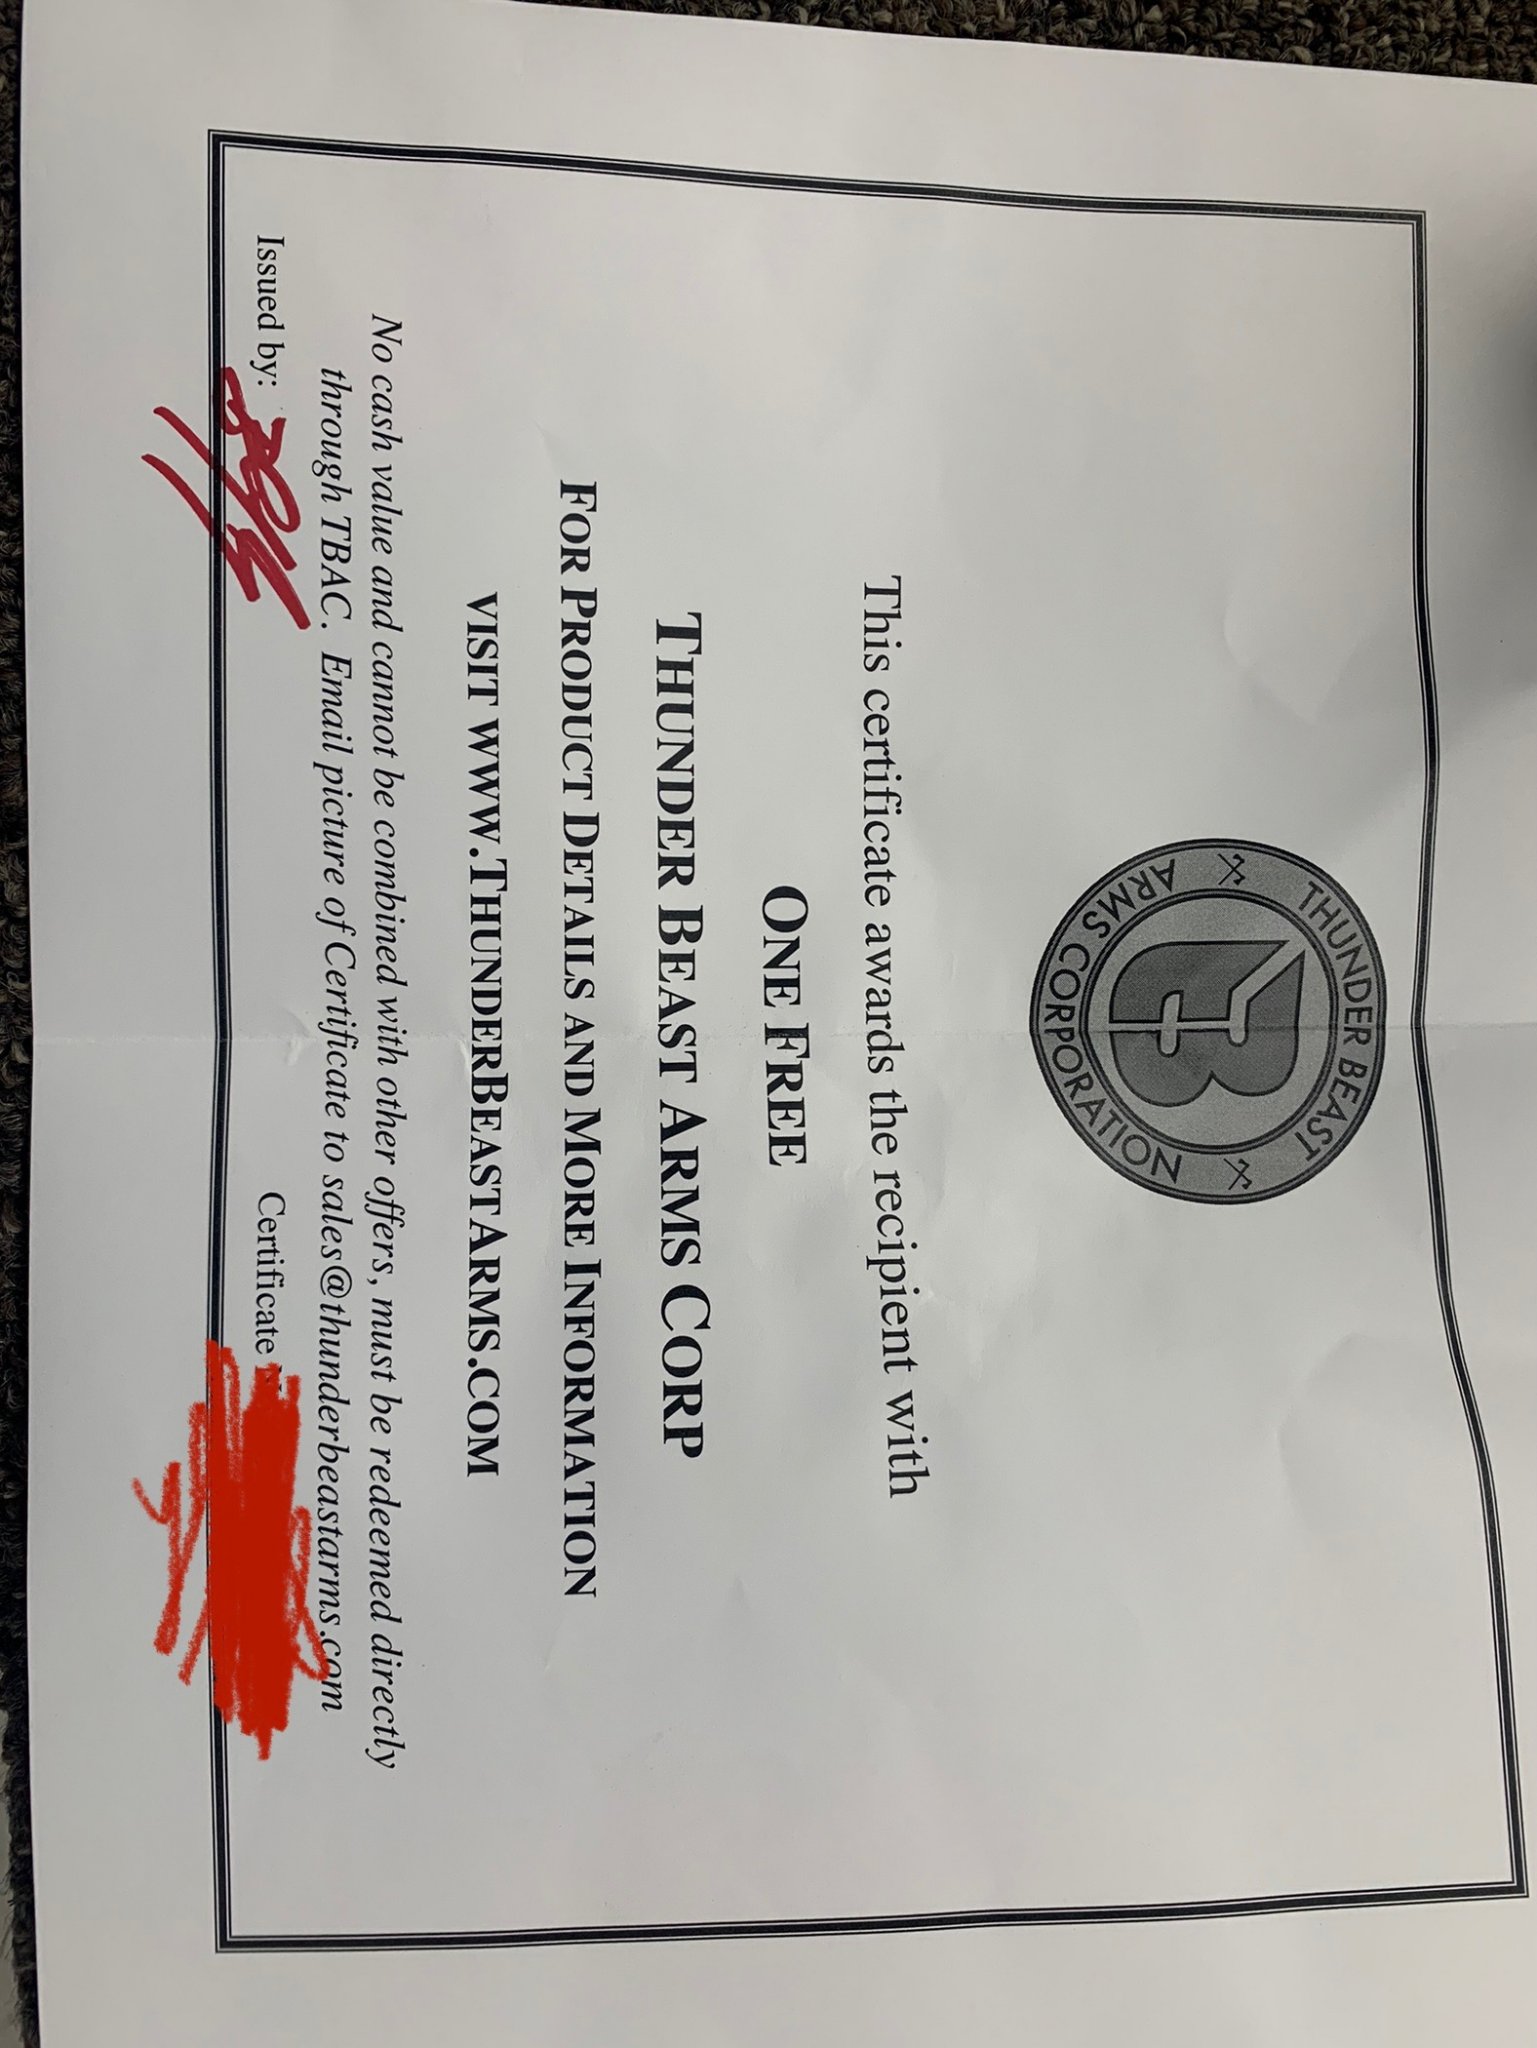 THUNDER BEAST
ARMS CORPORATION
This certificate awards the recipient with
ONE FREE
THUNDER BEAST ARMS CORP
FOR PRODUCT DETAILS AND MORE INFORMATION
VISIT WWW.THUNDERBEASTARMS.COM
No cash value and cannot be combined with other offers, must be redeemed directly
through TBAC. Email picture of Certificate to sales@thunderbeastarms.com
Issued by: Certificate